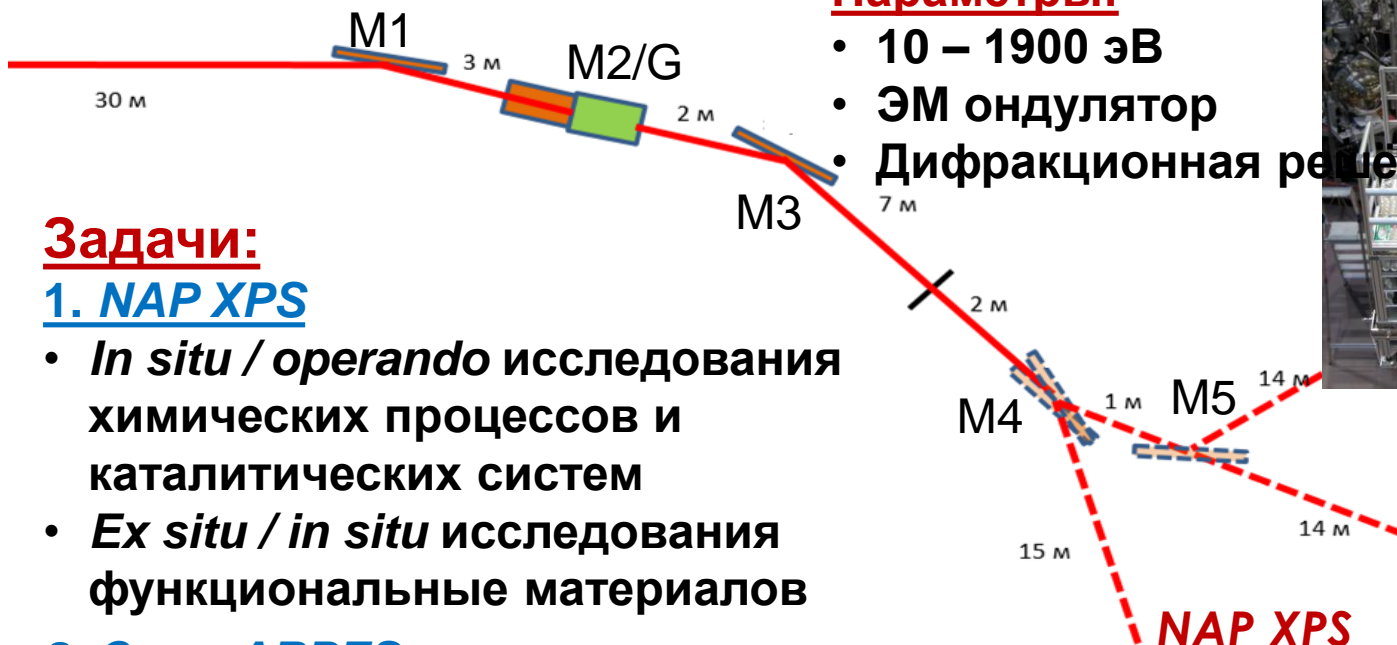 Параметры:
• 10 – 1900 эВ
• ЭМ ондулятор
• Дифракционная реше
M1
3 м
M2/G
30 м
2 м
M3
7 м
2 м
M4
1 м
M5
14 м
14 м
15 м
NAP XPS
Задачи:
1. NAP XPS
• In situ / operando исследования
химических процессов и
каталитических систем
• Ex situ / in situ исследования
функциональные материалов